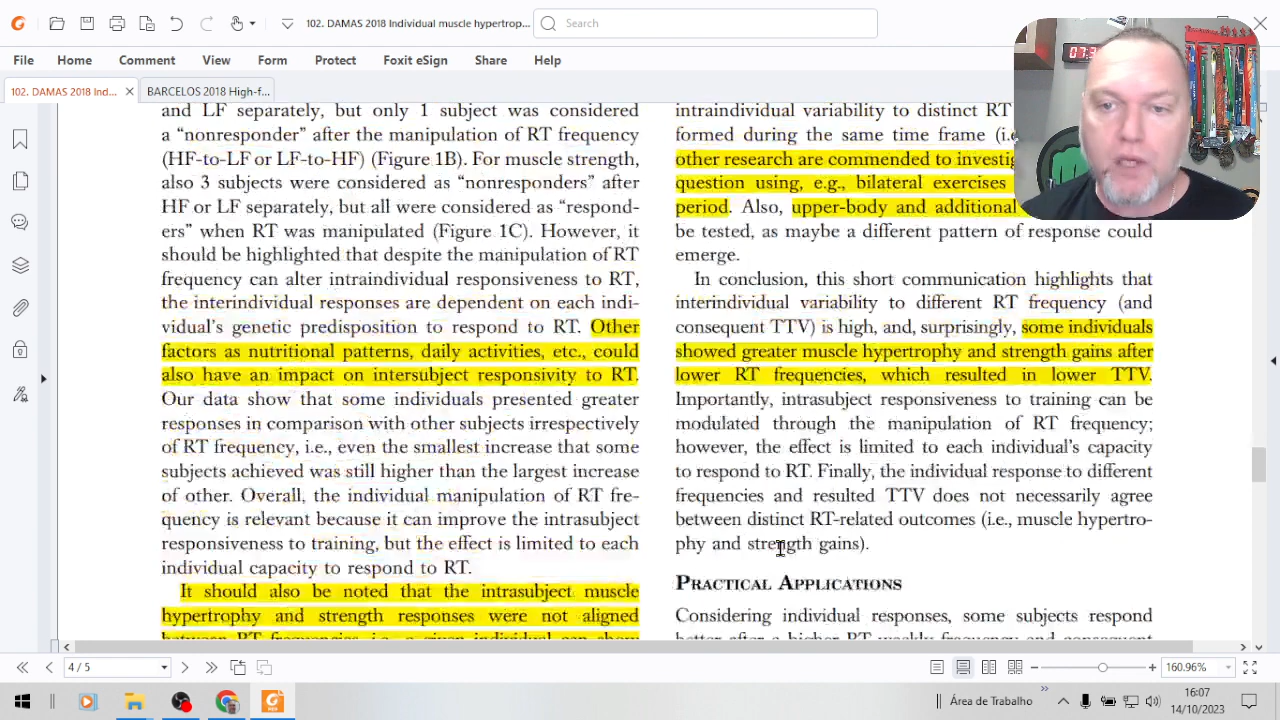 102. DAMAS 2018 Individual muscle hypertrop...
Search
File Home Comment View Form Protect Foxit eSign Share Help
102. DAMAS 2018 Ind...
BARCELOS 2018 High-f...
and LF separately, but only 1 subject was considered
a “nonresponder” after the manipulation of RT frequency
(HF-to-LF or LF-to-HF) (Figure 1B). For muscle strength,
also 3 subjects were considered as “nonresponders” after
HF or LF separately, but all were considered as “respond-
ers” when RT was manipulated (Figure 1C). However, it
should be highlighted that despite the manipulation of RT
frequency can alter intraindividual responsiveness to RT,
the interindividual responses are dependent on each indi-
vidual’s genetic predisposition to respond to RT. Other
factors as nutritional patterns, daily activities, etc., could
also have an impact on intersubject responsivity to RT.
Our data show that some individuals presented greater
responses in comparison with other subjects irrespectively
of RT frequency, i.e., even the smallest increase that some
subjects achieved was still higher than the largest increase
of other. Overall, the individual manipulation of RT fre-
quency is relevant because it can improve the intrasubject
responsiveness to training, but the effect is limited to each
individual capacity to respond to RT.
It should also be noted that the intrasubject muscle
hypertrophy and strength responses were not aligned
between RT frequencies, i.e., a given individual can show
intraindividual variability to distinct RT
formed during the same time frame (i.e
other research are commended to investig
question using, e.g., bilateral exercises
period. Also, upper-body and additional
be tested, as maybe a different pattern of response could
emerge.
In conclusion, this short communication highlights that
interindividual variability to different RT frequency (and
consequent TTV) is high, and, surprisingly, some individuals
showed greater muscle hypertrophy and strength gains after
lower RT frequencies, which resulted in lower TTV.
Importantly, intrasubject responsiveness to training can be
modulated through the manipulation of RT frequency;
however, the effect is limited to each individual’s capacity
to respond to RT. Finally, the individual response to different
frequencies and resulted TTV does not necessarily agree
between distinct RT-related outcomes (i.e., muscle hypertro-
phy and strength gains).
PRACTICAL APPLICATIONS
Considering individual responses, some subjects respond
better after a higher RT weekly frequency and consequent
4 / 5
160.96%
Área de Trabalho
16:07
14/10/2023